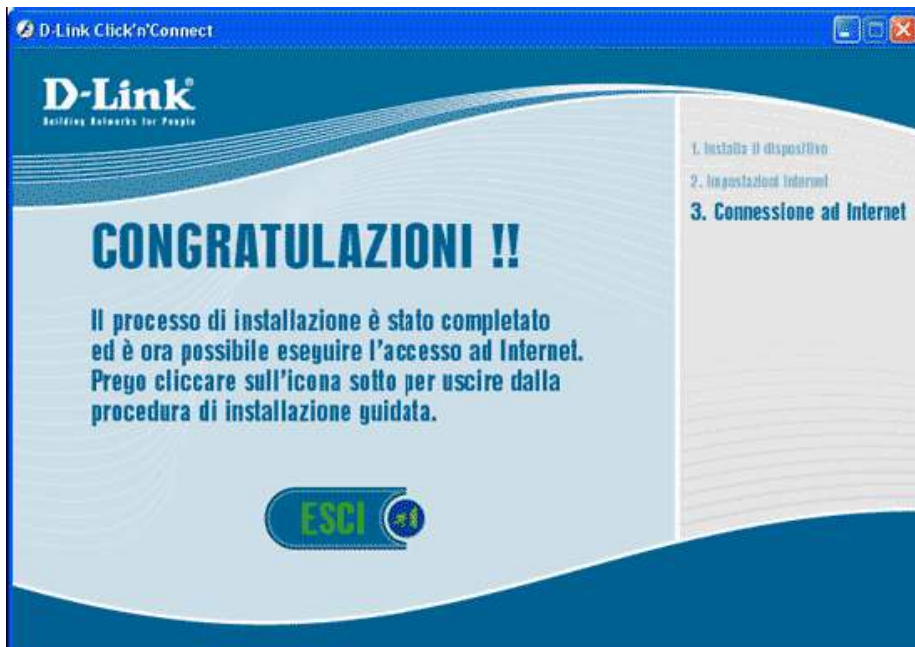 D-Link Click'n'Connect
D-Link®
Building Networks for People
1. Installa il dispositivo
2. Impostazioni Internet
3. Connessione ad Internet
CONGRATULAZIONI !!
Il processo di installazione è stato completato
ed è ora possibile eseguire l'accesso ad Internet.
Prego cliccare sull'icona sotto per uscire dalla
procedura di installazione guidata.
ESCI